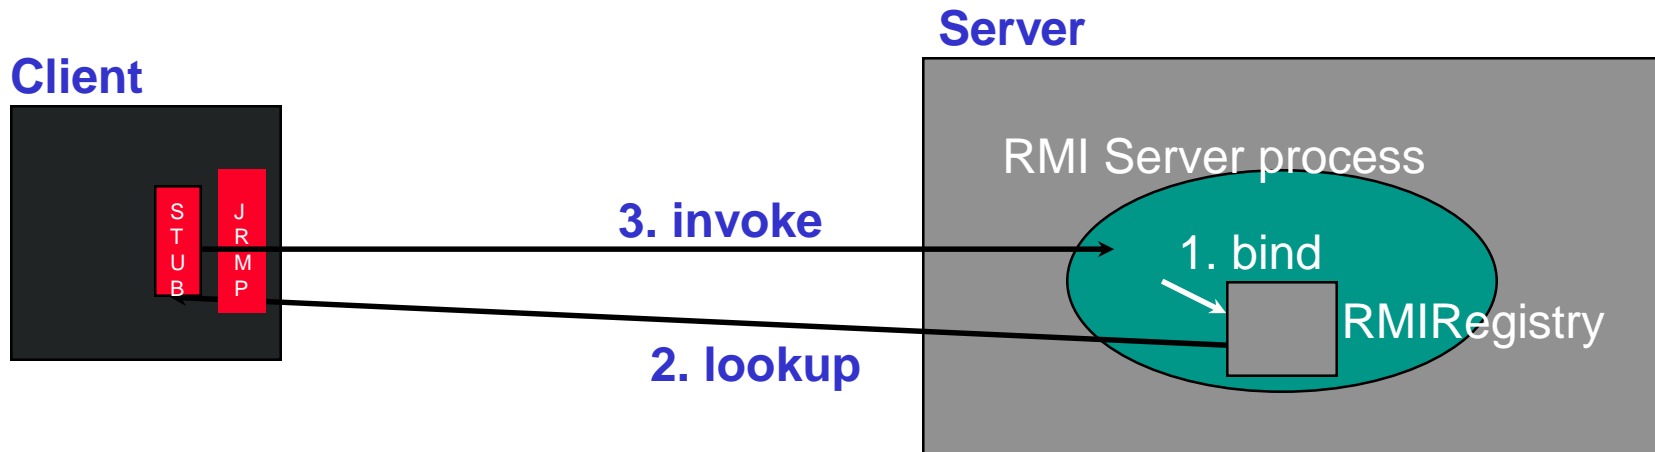 Server
Client
RMI Server process
S
T
U
B
J
R
M
P
3. invoke
1. bind
RMIRegistry
2. lookup